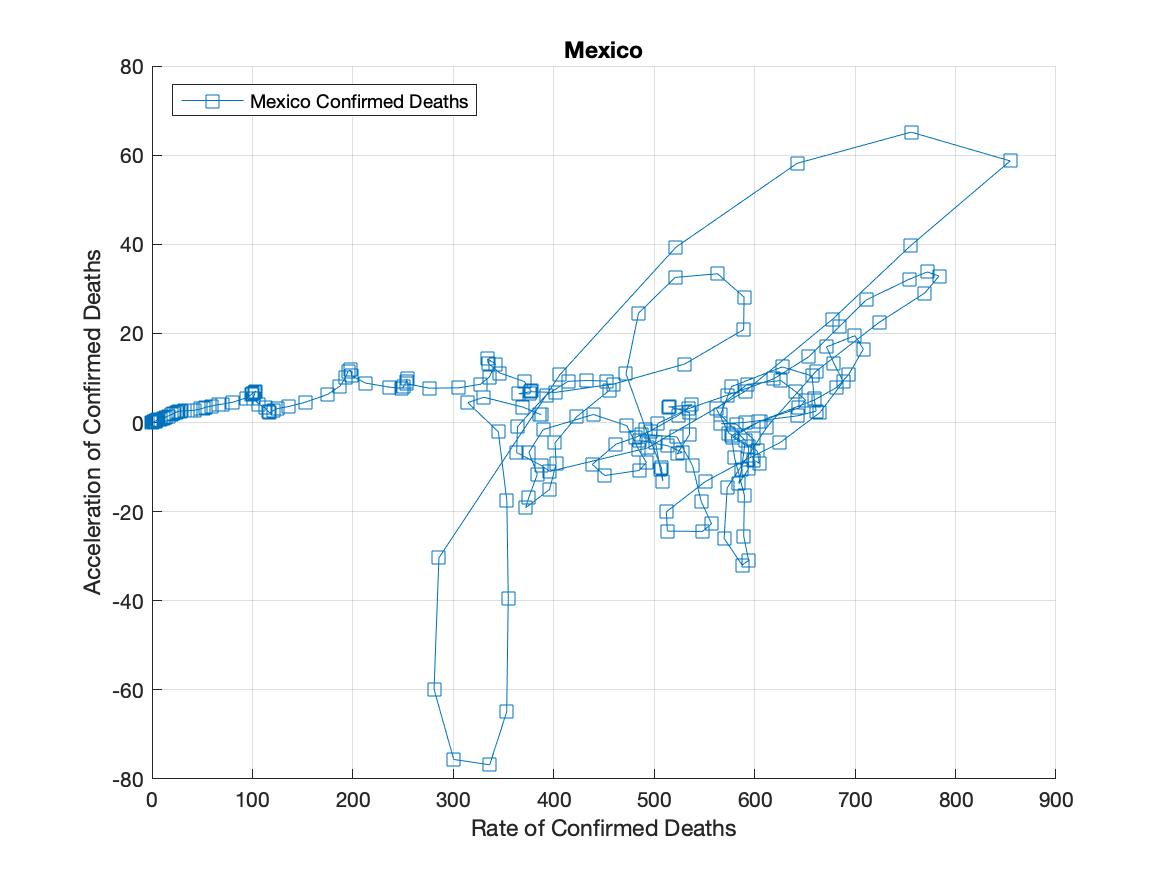 Mexico
Mexico Confirmed Deaths
80
60
40
20
0
-20
-40
-60
-80
Acceleration of Confirmed Deaths
0 100 200 300 400 500 600 700 800 900
Rate of Confirmed Deaths